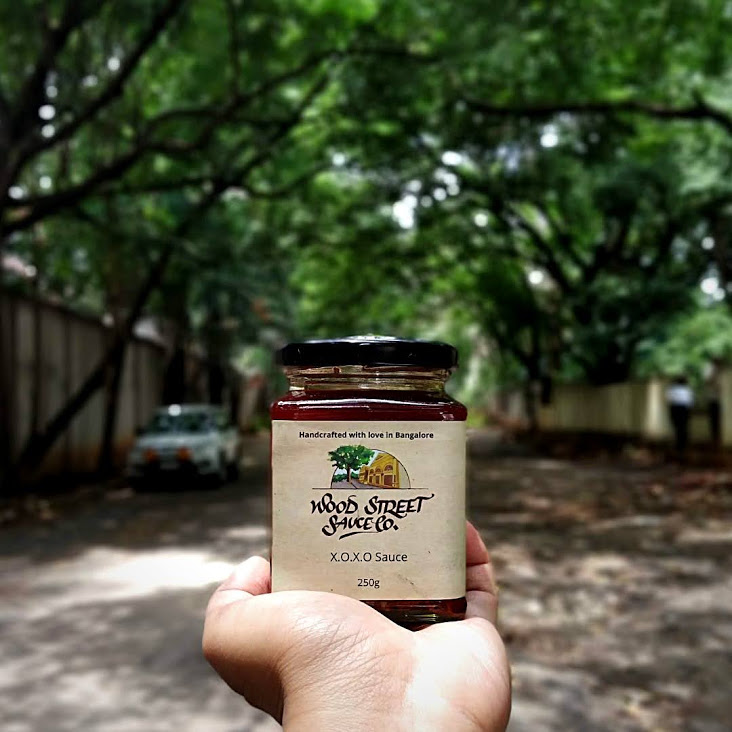 Handcrafted with love in Bangalore
WOOD STREET
SAUCE CO.
X.O.X.O Sauce
250g